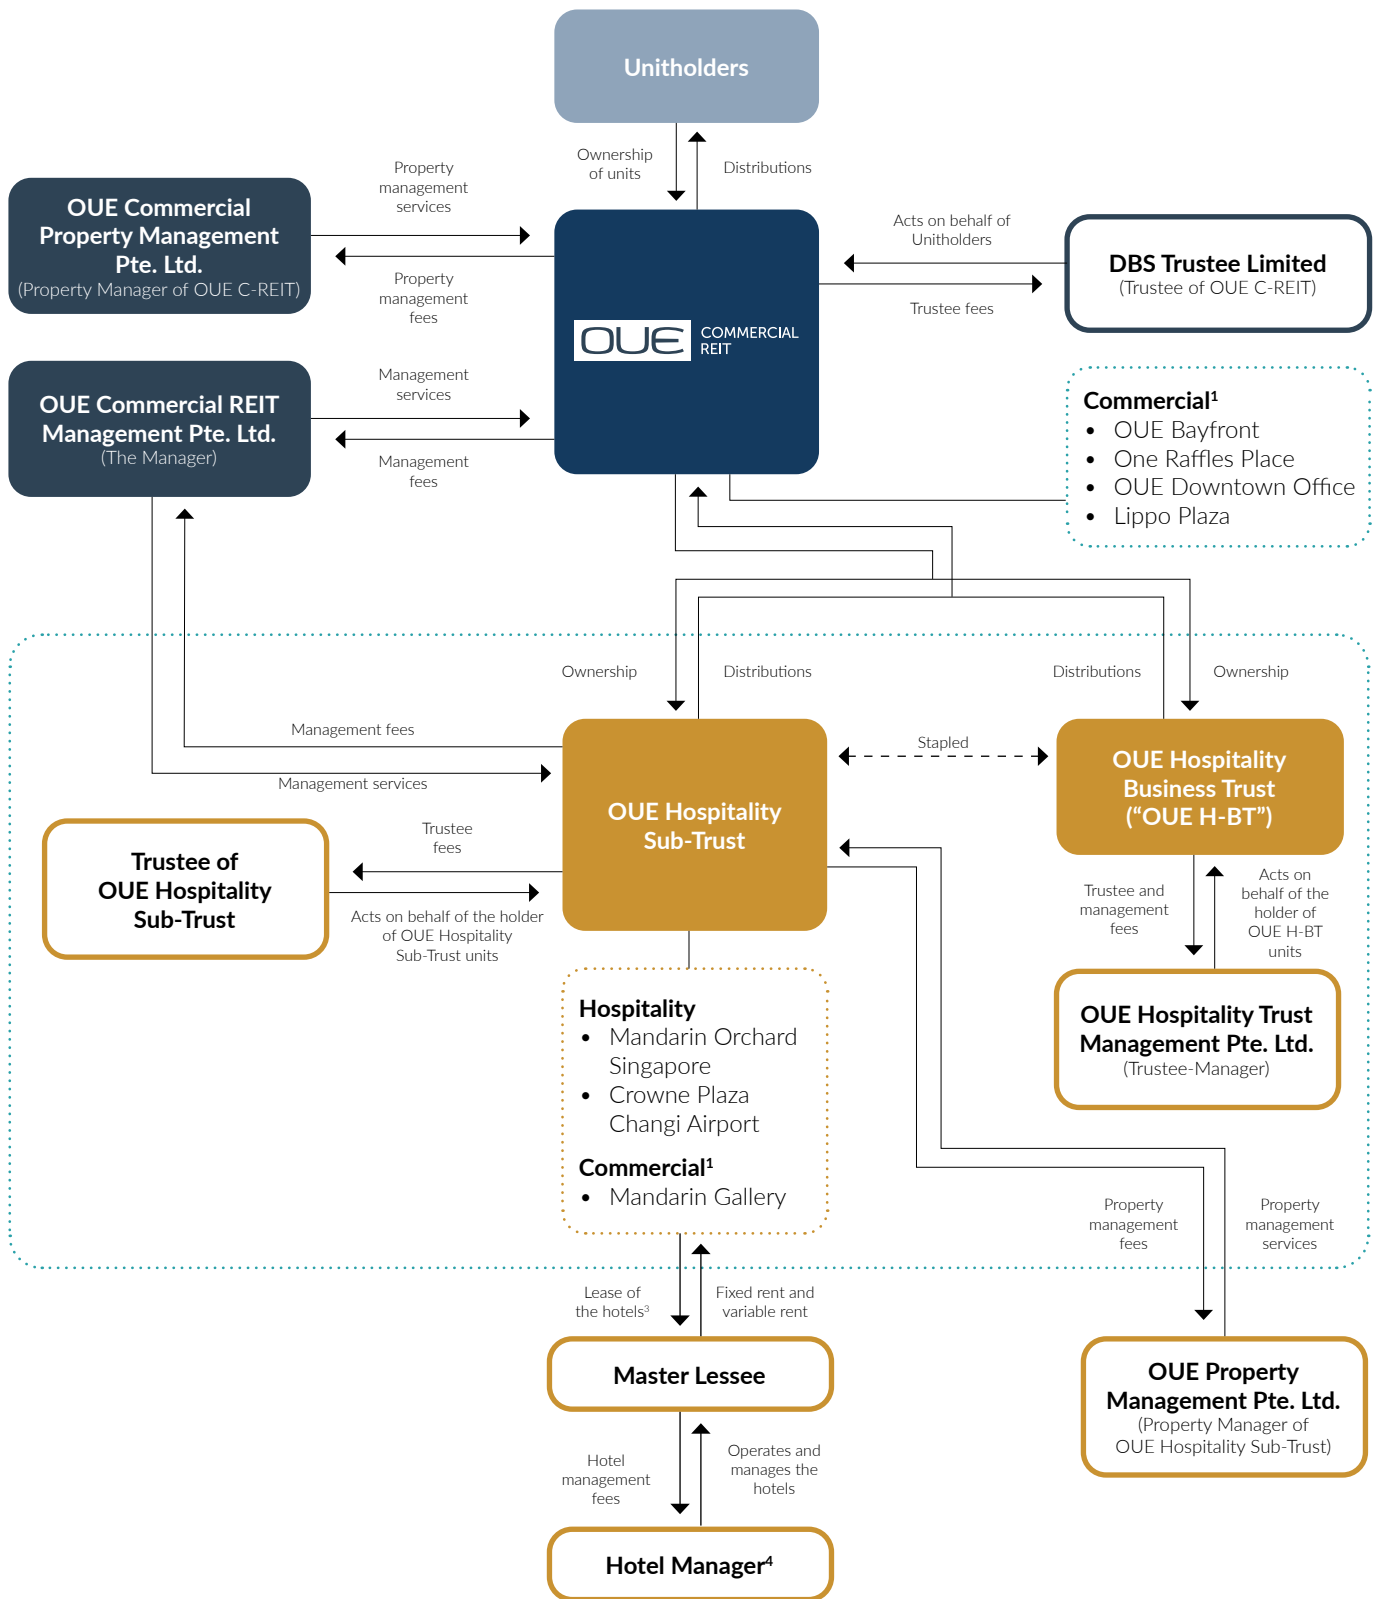 Unitholders
Ownership
of units
Distributions
Property
management
services
OUE Commercial
Property Management
Pte. Ltd.
(Property Manager of OUE C-REIT)
Property
management
fees
Acts on behalf of
Unitholders
DBS Trustee Limited
(Trustee of OUE C-REIT)
Trustee fees
OUE COMMERCIAL
REIT
Management
services
OUE Commercial REIT
Management Pte. Ltd.
(The Manager)
Management
fees
Commercial¹
• OUE Bayfront
• One Raffles Place
• OUE Downtown Office
• Lippo Plaza
Ownership
Distributions
Distributions
Ownership
Management fees
Management services
Stapled
OUE Hospitality
Sub-Trust
OUE Hospitality
Business Trust
(“OUE H-BT”)
Trustee
fees
Trustee of
OUE Hospitality
Sub-Trust
Acts on behalf of the holder
of OUE Hospitality
Sub-Trust units
Trustee and
management
fees
Acts on
behalf of the
holder of
OUE H-BT
units
Hospitality
• Mandarin Orchard
Singapore
• Crowne Plaza
Changi Airport
Commercial¹
• Mandarin Gallery
OUE Hospitality Trust
Management Pte. Ltd.
(Trustee-Manager)
Property
management
fees
Property
management
services
Lease of
the hotels³
Fixed rent and
variable rent
Master Lessee
OUE Property
Management Pte. Ltd.
(Property Manager of
OUE Hospitality Sub-Trust)
Hotel
management
fees
Operates and
manages the
hotels
Hotel Manager⁴